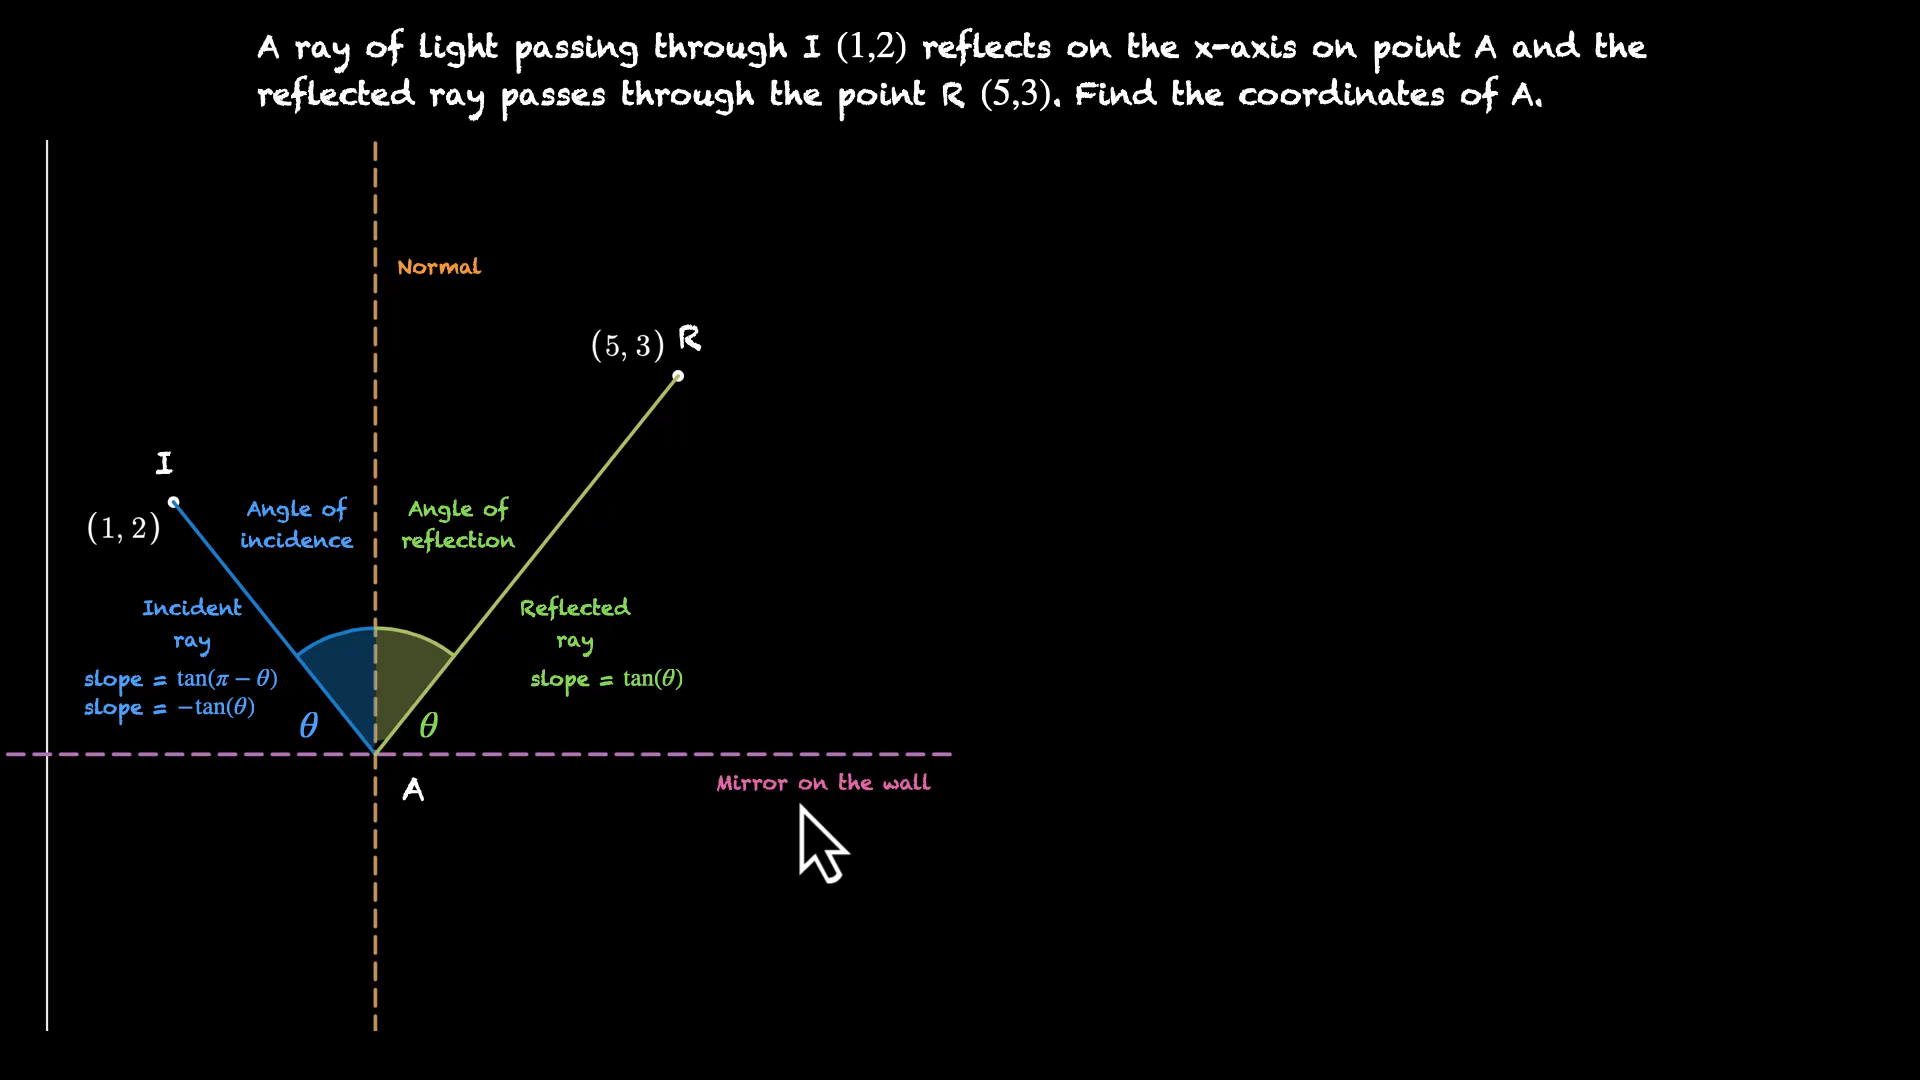 A ray of light passing through I (1,2) reflects on the x-axis on point A and the
reflected ray passes through the point R (5,3). Find the coordinates of A.
Normal
(5, 3) R
I
(1, 2)
Angle of
incidence
Angle of
reflection
Incident
ray
slope = tan(π − θ)
slope = −tan(θ)
Reflected
ray
slope = tan(θ)
θ
θ
A
Mirror on the wall